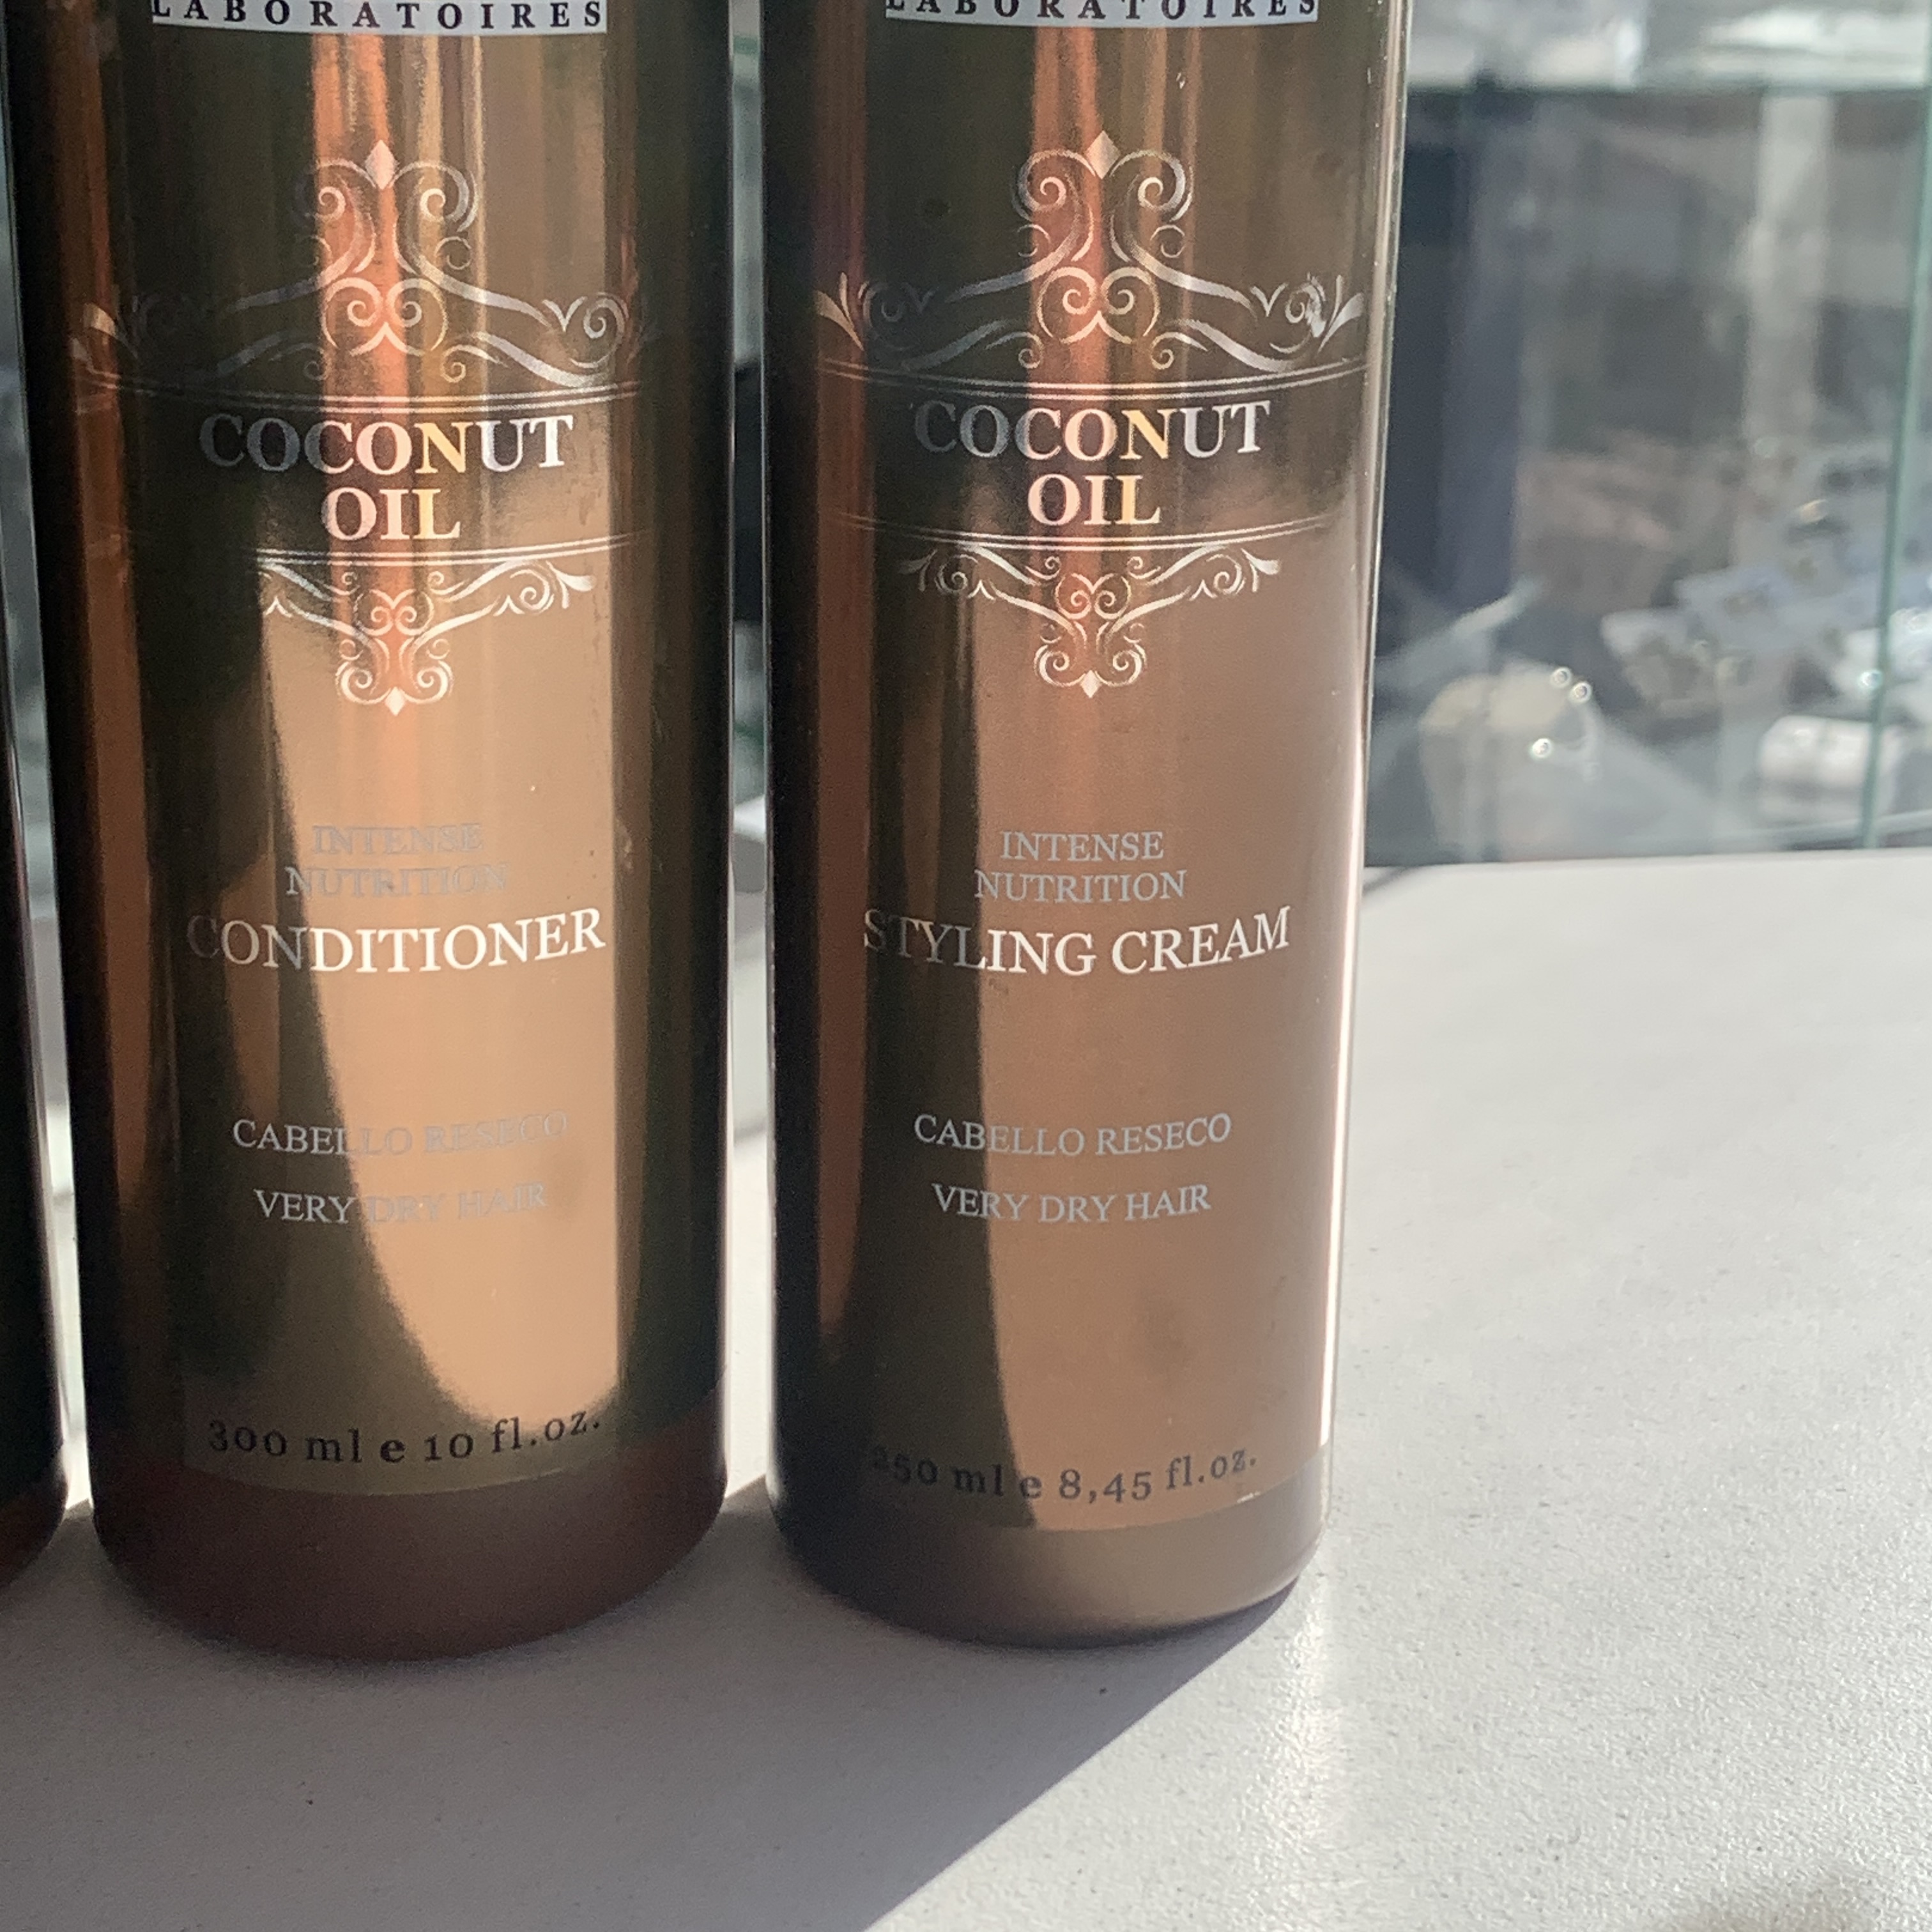 LABORATOIRES
COCONUT
OIL
INTENSE
NUTRITION
CONDITIONER
CABELLO RESECO
VERY DRY HAIR
300 ml e 10 fl.oz.
LABORATOIRES
COCONUT
OIL
INTENSE
NUTRITION
STYLING CREAM
CABELLO RESECO
VERY DRY HAIR
250 ml e 8,45 fl.oz.